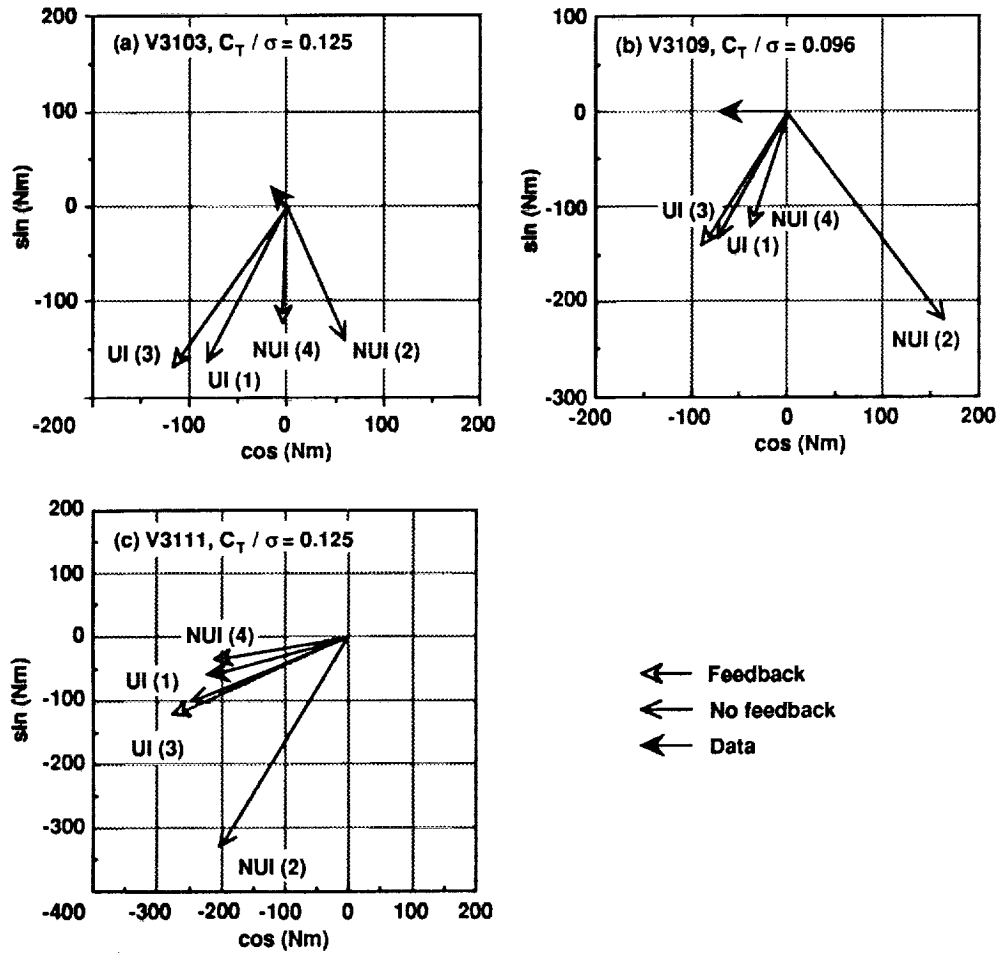 (a) V3103, C_T / σ = 0.125
200
100
0
-100
-200
-100
0
100
200
sin (Nm)
cos (Nm)
UI (3)
UI (1)
NUI (4)
NUI (2)
(b) V3109, C_T / σ = 0.096
100
0
-100
-200
-300
-200
-100
0
100
200
sin (Nm)
cos (Nm)
UI (3)
UI (1)
NUI (4)
NUI (2)
(c) V3111, C_T / σ = 0.125
200
100
0
-100
-200
-300
-400
-300
-200
-100
0
100
200
sin (Nm)
cos (Nm)
NUI (4)
UI (1)
UI (3)
NUI (2)
Feedback
No feedback
Data